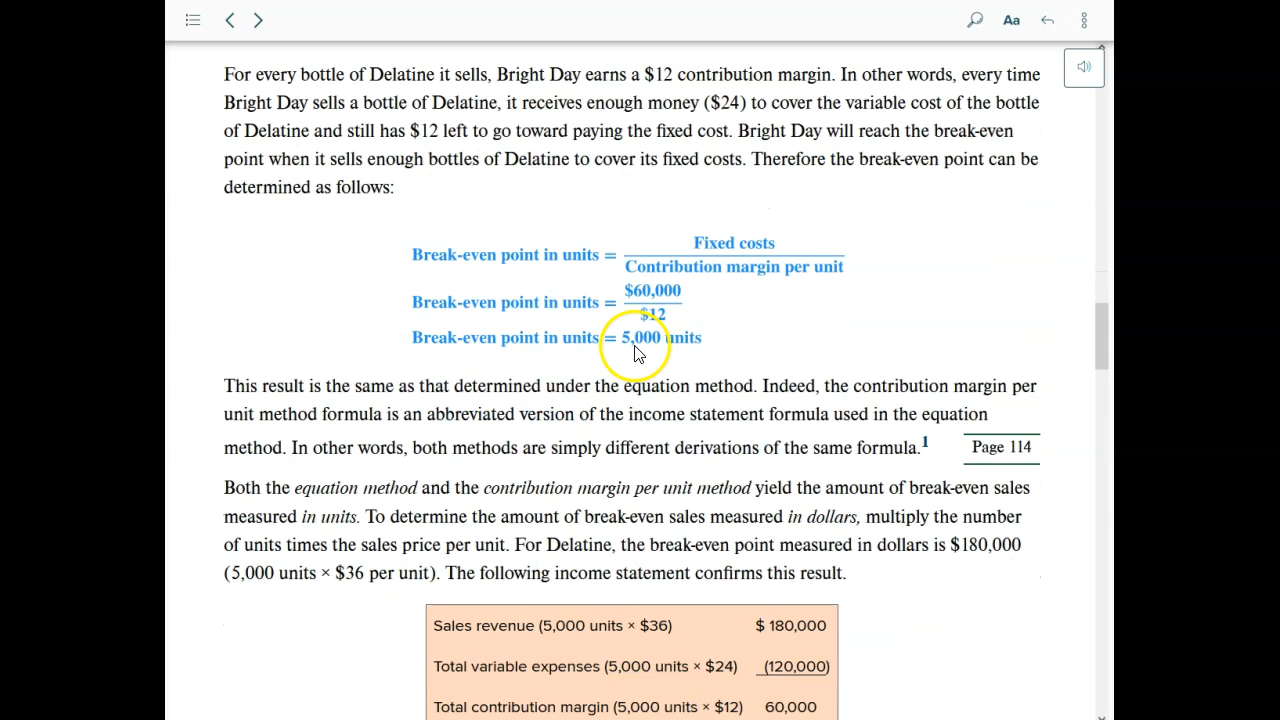 Aa
For every bottle of Delatine it sells, Bright Day earns a $12 contribution margin. In other words, every time
Bright Day sells a bottle of Delatine, it receives enough money ($24) to cover the variable cost of the bottle
of Delatine and still has $12 left to go toward paying the fixed cost. Bright Day will reach the break-even
point when it sells enough bottles of Delatine to cover its fixed costs. Therefore the break-even point can be
determined as follows:
Break-even point in units = Fixed costs / Contribution margin per unit
Break-even point in units = $60,000 / $12
Break-even point in units = 5,000 units
This result is the same as that determined under the equation method. Indeed, the contribution margin per
unit method formula is an abbreviated version of the income statement formula used in the equation
method. In other words, both methods are simply different derivations of the same formula.1 Page 114
Both the equation method and the contribution margin per unit method yield the amount of break-even sales
measured in units. To determine the amount of break-even sales measured in dollars, multiply the number
of units times the sales price per unit. For Delatine, the break-even point measured in dollars is $180,000
(5,000 units × $36 per unit). The following income statement confirms this result.
Sales revenue (5,000 units × $36) $ 180,000
Total variable expenses (5,000 units × $24) (120,000)
Total contribution margin (5,000 units × $12) 60,000